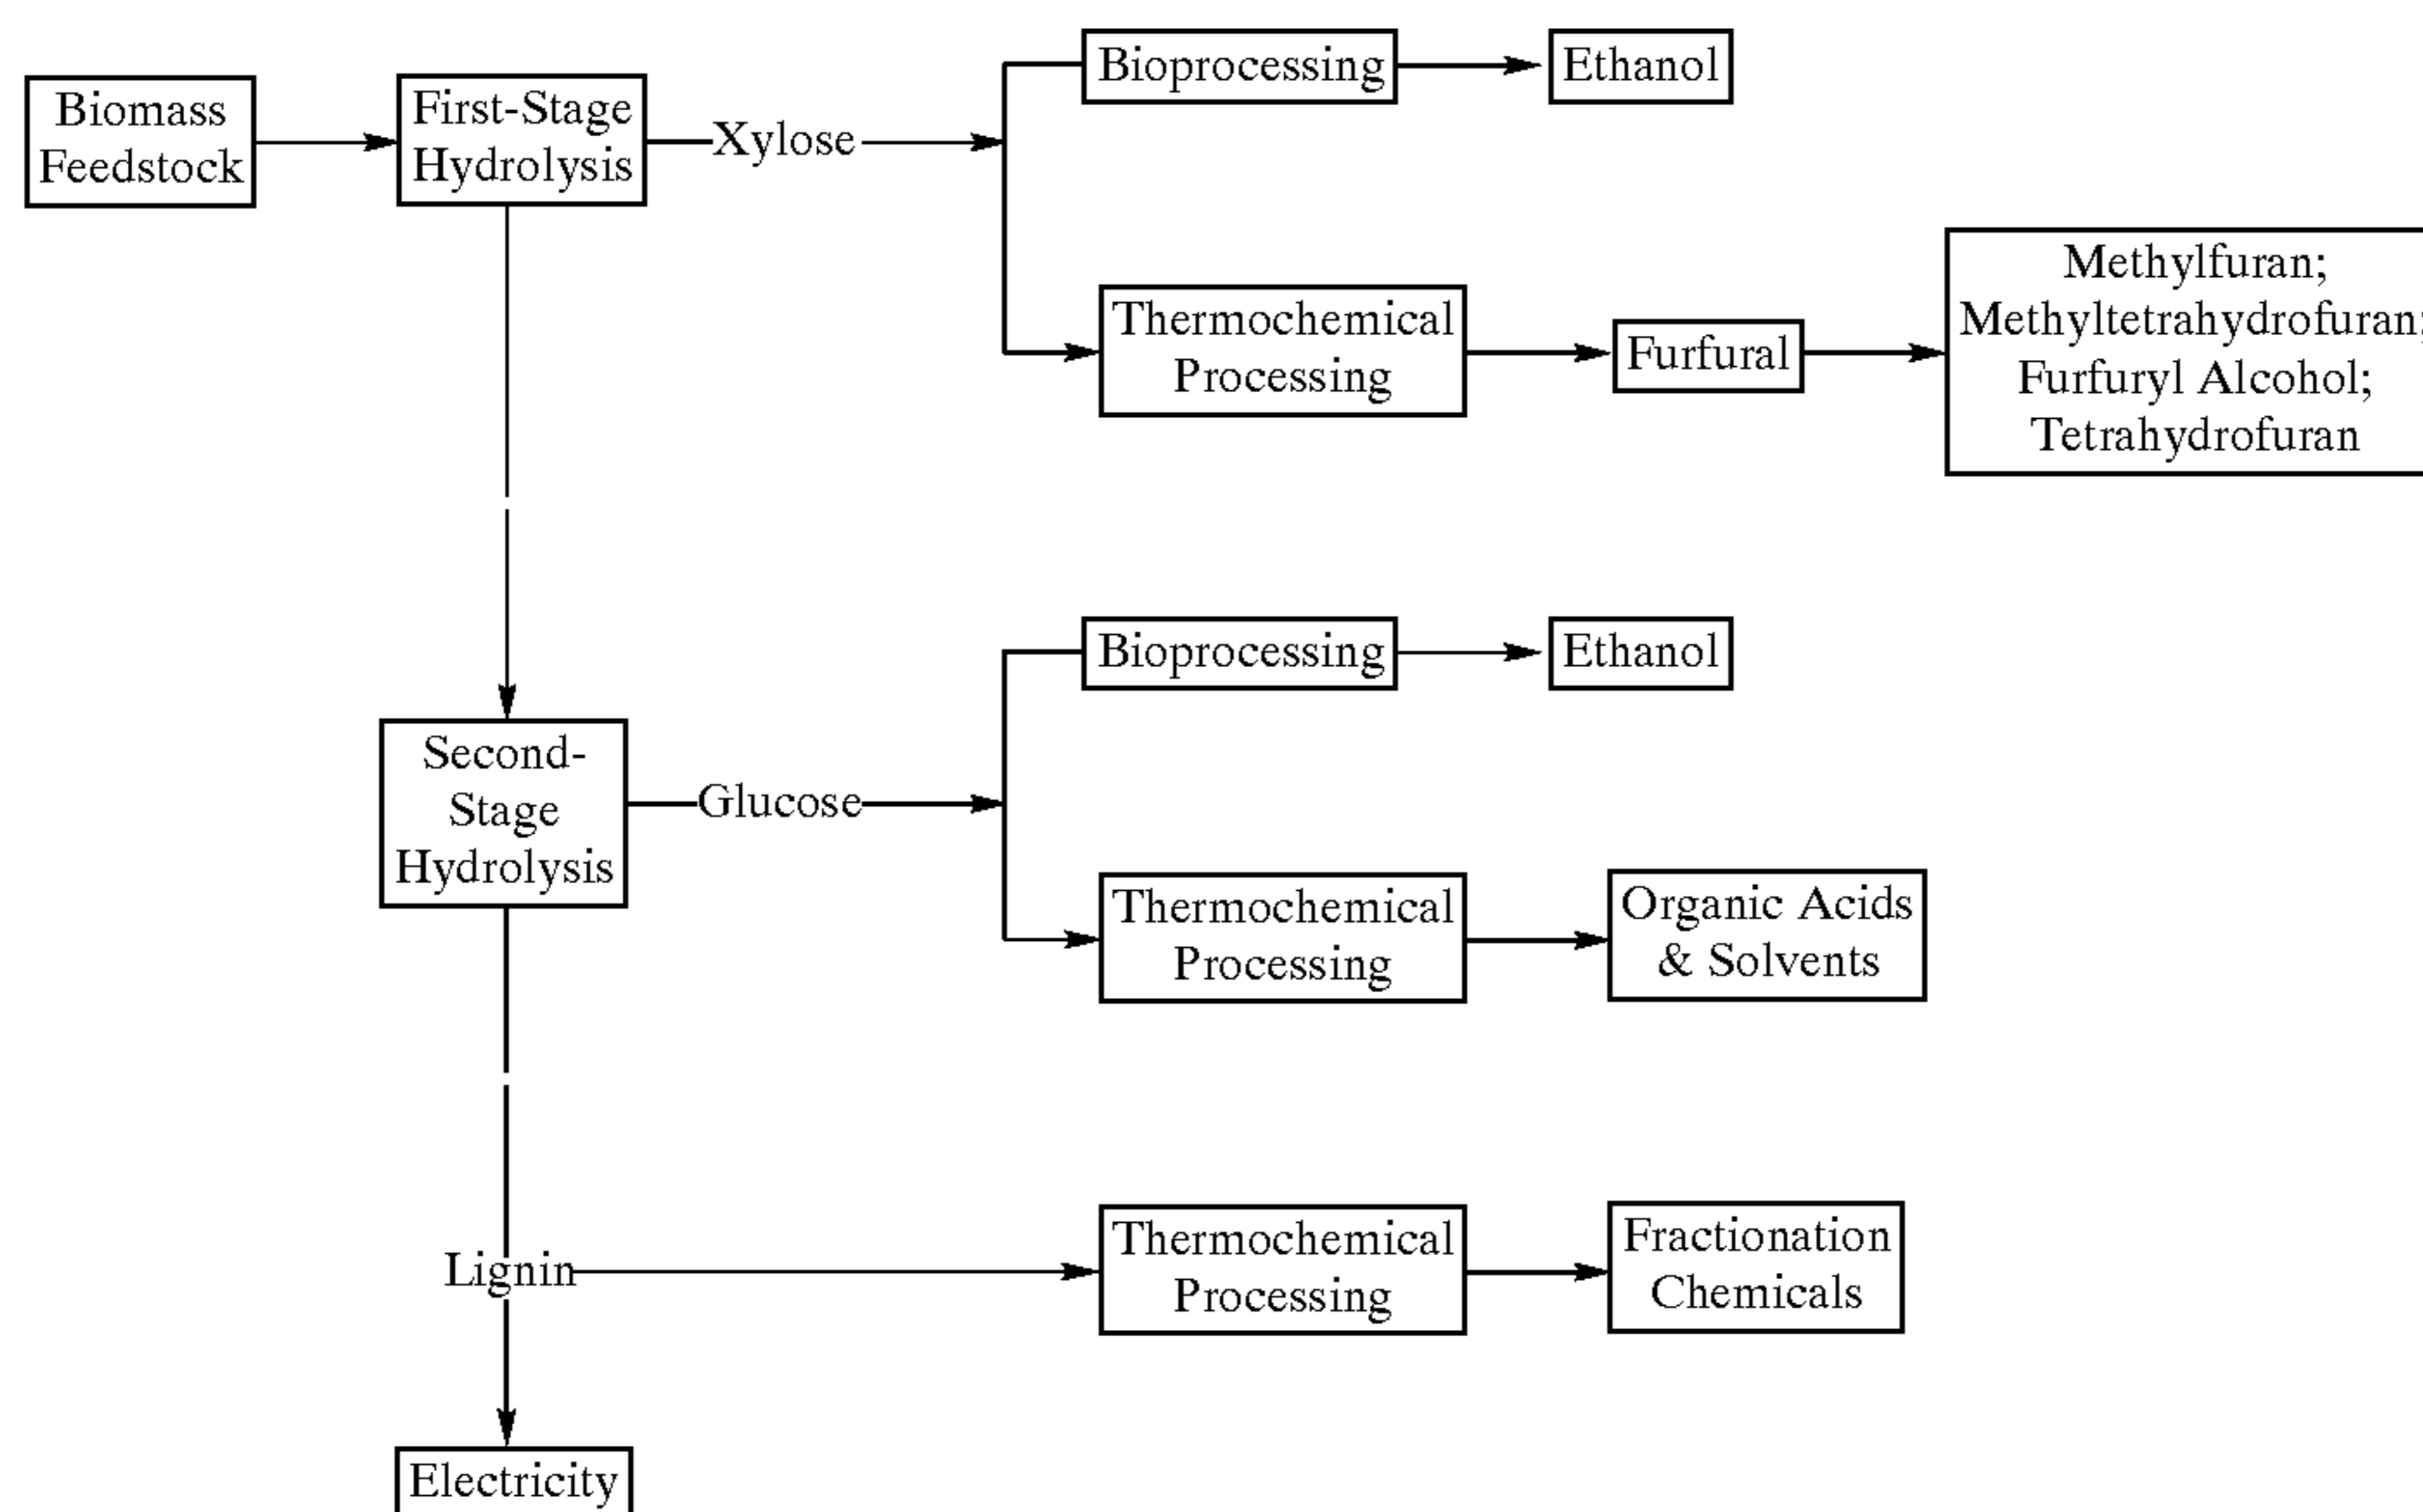 Biomass
Feedstock
First-Stage
Hydrolysis
Xylose
Bioprocessing
Ethanol
Thermochemical
Processing
Furfural
Methylfuran;
Methyltetrahydrofuran;
Furfuryl Alcohol;
Tetrahydrofuran
Second-
Stage
Hydrolysis
Glucose
Bioprocessing
Ethanol
Thermochemical
Processing
Organic Acids
& Solvents
Lignin
Thermochemical
Processing
Fractionation
Chemicals
Electricity